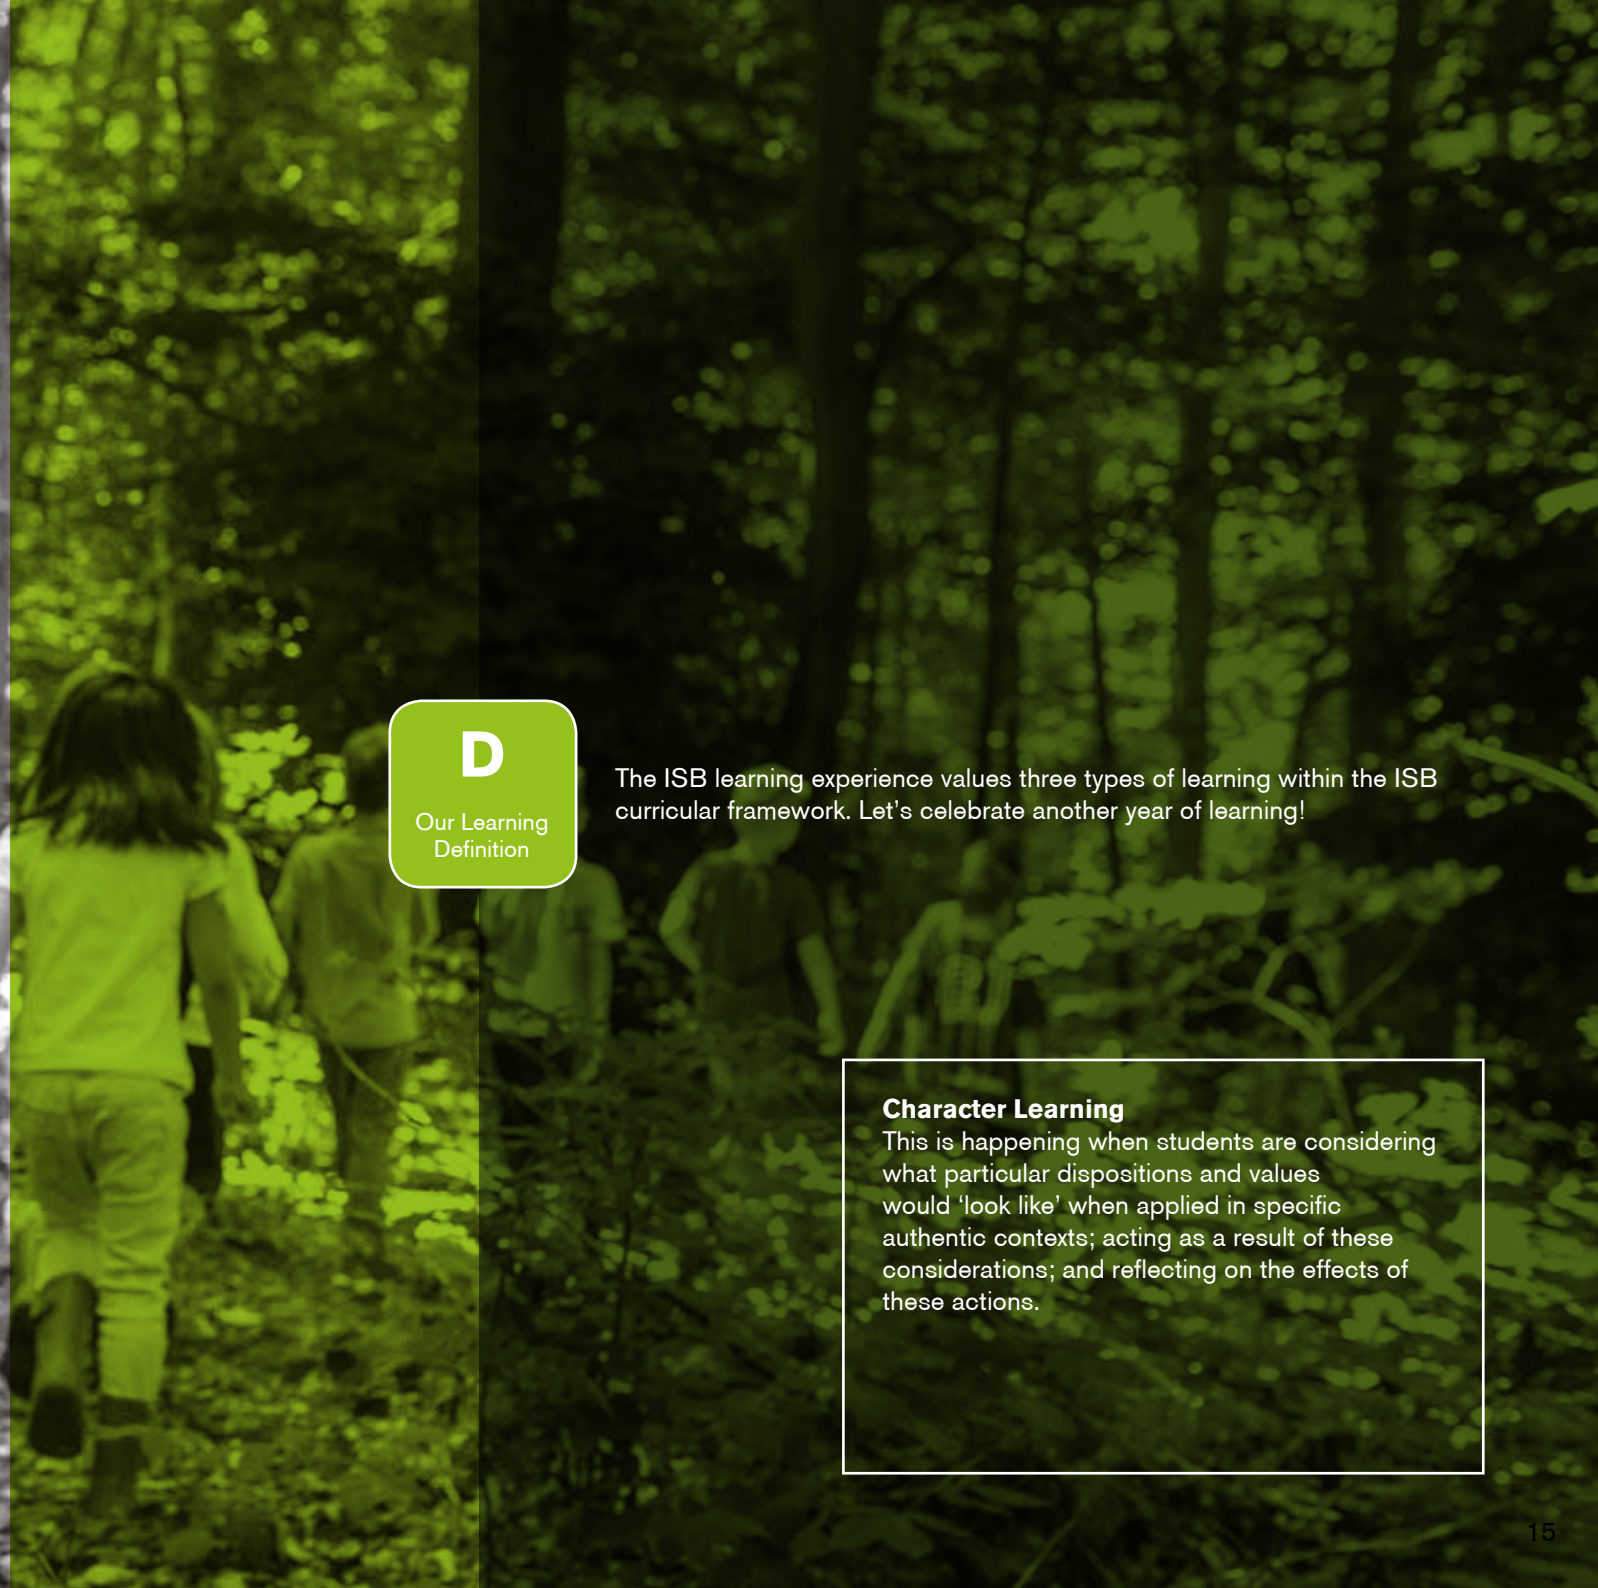 D
Our Learning
Definition
The ISB learning experience values three types of learning within the ISB
curricular framework. Let’s celebrate another year of learning!
Character Learning
This is happening when students are considering
what particular dispositions and values
would ‘look like’ when applied in specific
authentic contexts; acting as a result of these
considerations; and reflecting on the effects of
these actions.
15